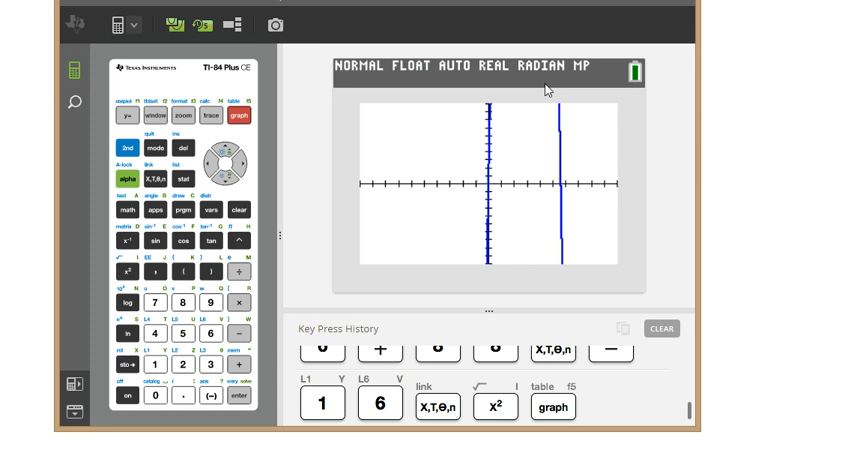 NORMAL FLOAT AUTO REAL RADIAN MP
TEXAS INSTRUMENTS TI-84 Plus CE
statplot f1 tblset f2 format f3 calc f4 table f5
y= window zoom trace graph
quit ins
2nd mode del
A-lock link list
alpha X,T,θ,n stat
test A angle B draw C distr
math apps prgm vars clear
matrix D sin⁻¹ E cos⁻¹ F tan⁻¹ G π H
x⁻¹ sin cos tan ^
√ I EE J { K } L e M
x² , ( ) ÷
10ˣ N u O v P w Q [ R
log 7 8 9 ×
eˣ S L4 T L5 U L6 V ] W
ln 4 5 6 −
rcl X L1 Y L2 Z L3 θ mem "
sto→ 1 2 3 +
off catalog i : ans ? entry solve
on 0 . (−) enter
Key Press History
CLEAR
+ 8 8 X,T,Θ,n −
L1 Y L6 V link √ I table f5
1 6 X,T,Θ,n X² graph